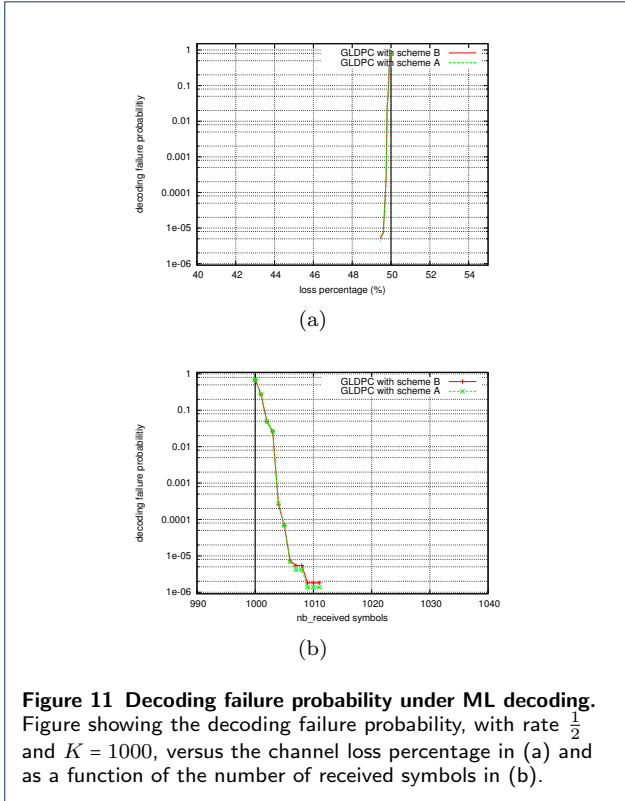 GLDPC with scheme B
GLDPC with scheme A
1
0.1
0.01
0.001
0.0001
1e-05
1e-06
decoding failure probabilitiy
40 42 44 46 48 50 52 54
loss percentage (%)
(a)
GLDPC with scheme B
GLDPC with scheme A
1
0.1
0.01
0.001
0.0001
1e-05
1e-06
decoding failure probabilitiy
990 1000 1010 1020 1030 1040
nb_received symbols
(b)
Figure 11 Decoding failure probability under ML decoding.
Figure showing the decoding failure probability, with rate 1/2
and K = 1000, versus the channel loss percentage in (a) and
as a function of the number of received symbols in (b).